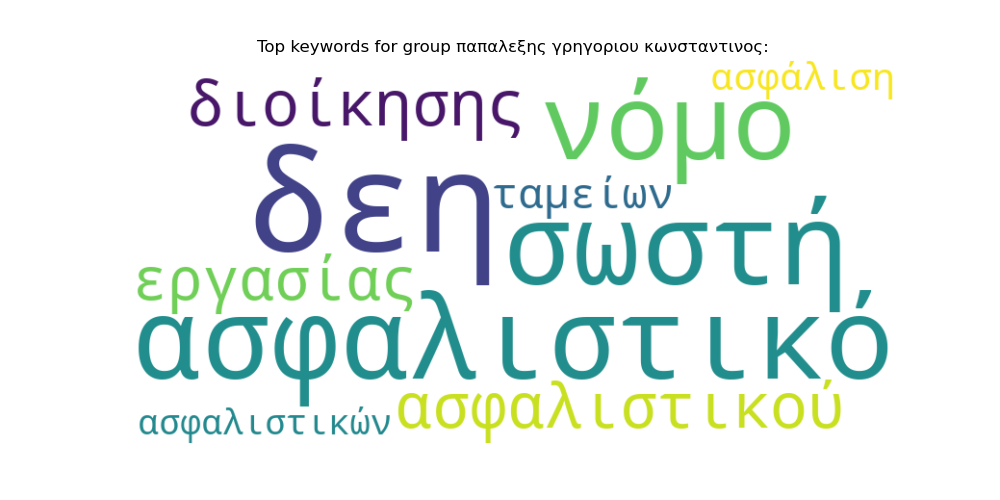 Top keywords for group παπαλεξης γρηγοριου κωνσταντινος:
ασφάλιση
διοίκησης
νόμο
δεη
ταμείων
σωστή
εργασίας
ασφαλιστικό
ασφαλιστικού
ασφαλιστικών